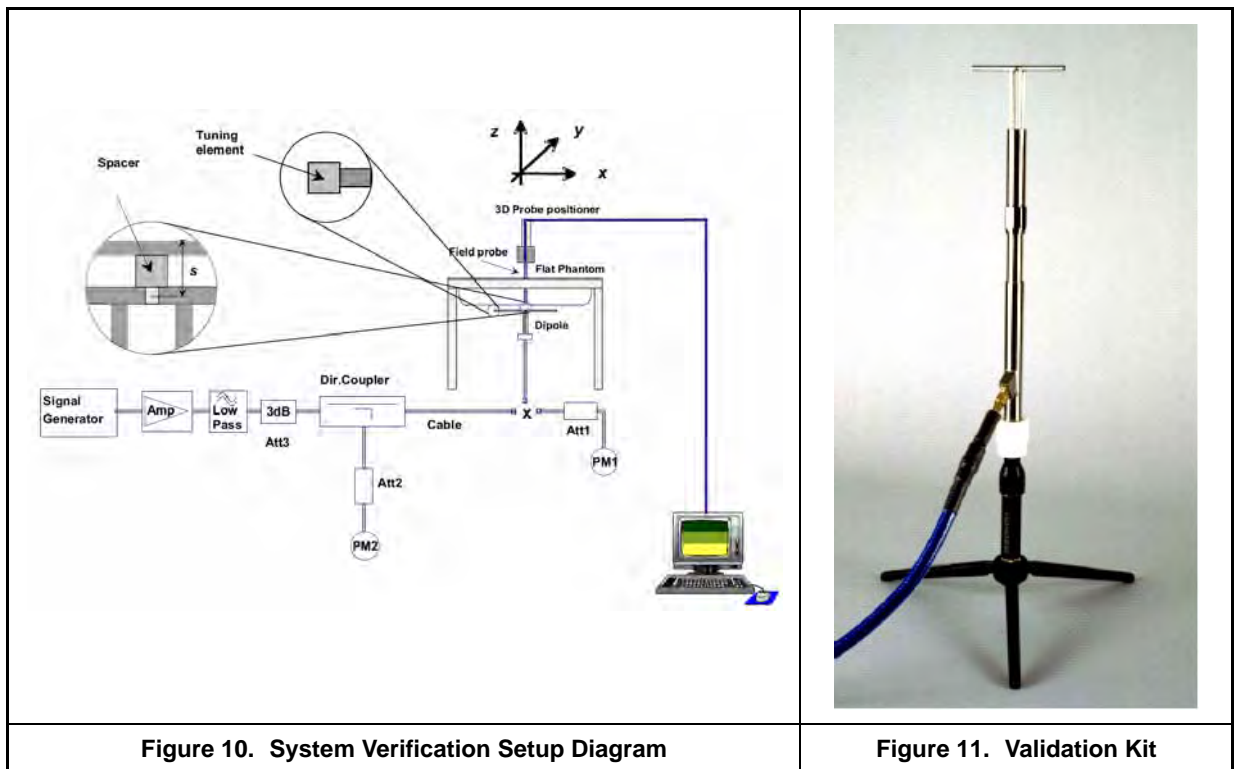 Tuning
element
Spacer
s
z
y
x
3D Probe positioner
Field probe
Flat Phantom
Dipole
Signal
Generator
Amp
Low
Pass
3dB
Att3
Dir.Coupler
Cable
X
Att1
PM1
Att2
PM2
Figure 10. System Verification Setup Diagram
Figure 11. Validation Kit